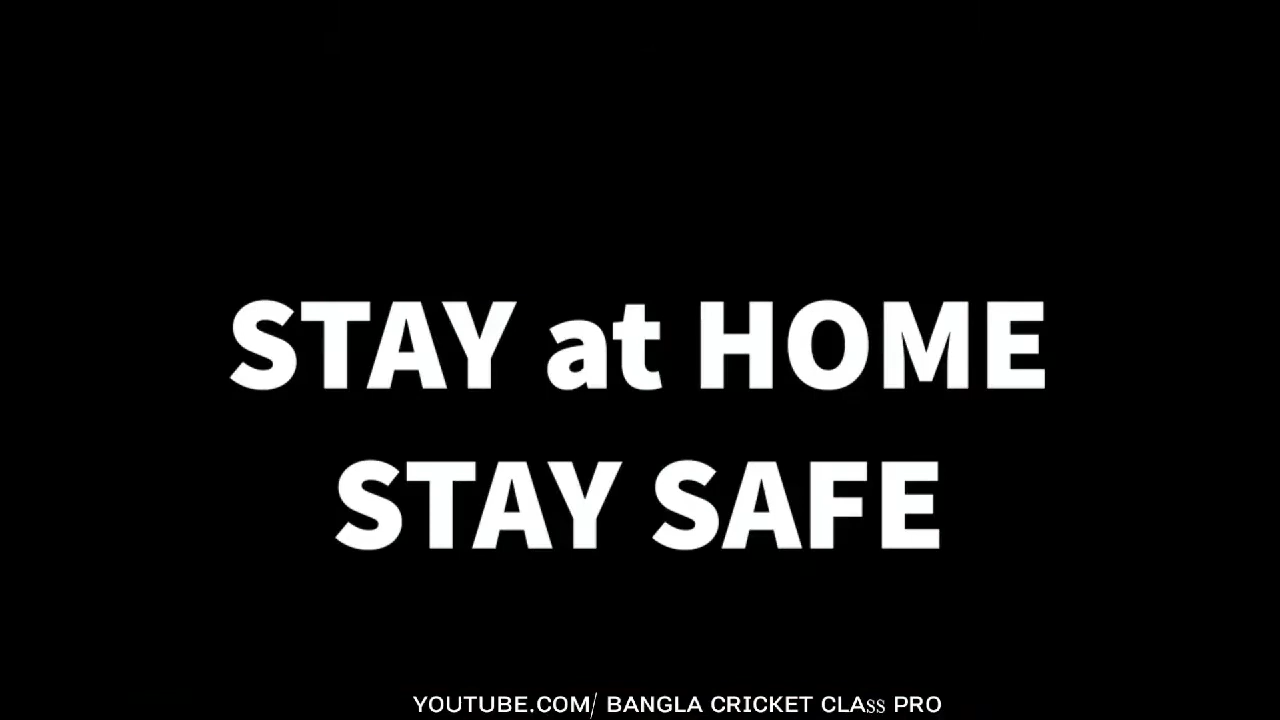 STAY at HOME
STAY SAFE
YOUTUBE.COM/ BANGLA CRICKET CLAss PRO